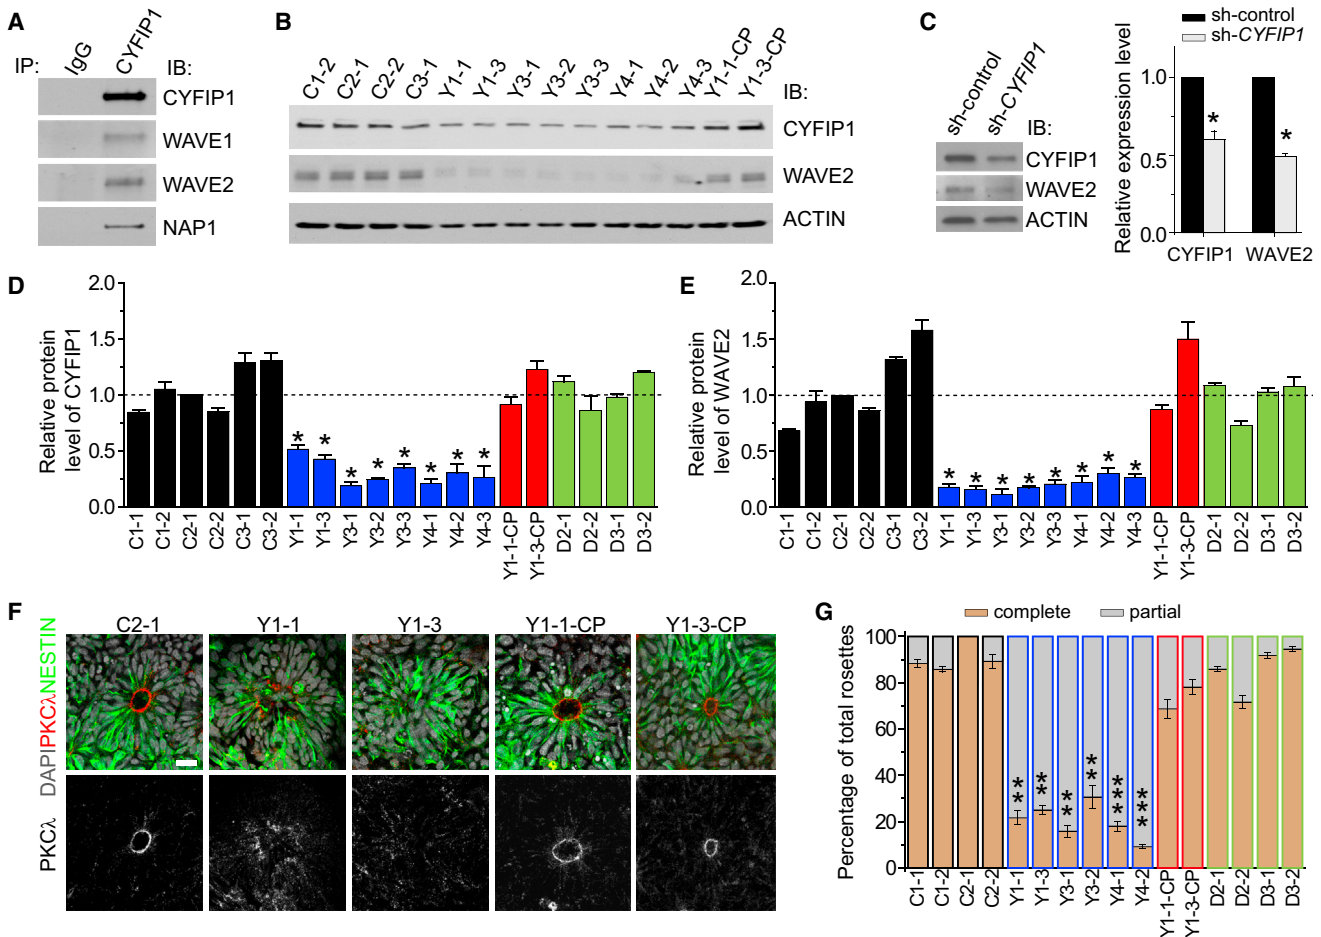 A
IP:
IgG
CYFIP1
IB:
CYFIP1
WAVE1
WAVE2
NAP1
B
C1-2
C2-1
C2-2
C3-1
Y1-1
Y1-3
Y3-1
Y3-2
Y3-3
Y4-1
Y4-2
Y4-3
Y1-1-CP
Y1-3-CP
IB:
CYFIP1
WAVE2
ACTIN
C
sh-control
sh-CYFIP1
IB:
CYFIP1
WAVE2
ACTIN
sh-control
sh-CYFIP1
Relative expression level
1.0
0.5
0.0
*
*
CYFIP1
WAVE2
D
Relative protein
level of CYFIP1
2.0
1.5
1.0
0.5
0.0
* * * * * * * *
C1-1
C1-2
C2-1
C2-2
C3-1
C3-2
Y1-1
Y1-3
Y3-1
Y3-2
Y3-3
Y4-1
Y4-2
Y4-3
Y1-1-CP
Y1-3-CP
D2-1
D2-2
D3-1
D3-2
E
Relative protein
level of WAVE2
2.0
1.5
1.0
0.5
0.0
* * * * * * * *
C1-1
C1-2
C2-1
C2-2
C3-1
C3-2
Y1-1
Y1-3
Y3-1
Y3-2
Y3-3
Y4-1
Y4-2
Y4-3
Y1-1-CP
Y1-3-CP
D2-1
D2-2
D3-1
D3-2
F
C2-1
Y1-1
Y1-3
Y1-1-CP
Y1-3-CP
DAPIPKCλNESTIN
PKCλ
G
complete
partial
Percentage of total rosettes
100
80
60
40
20
0
**
**
**
**
***
***
C1-1
C1-2
C2-1
C2-2
Y1-1
Y1-3
Y3-1
Y3-2
Y4-1
Y4-2
Y1-1-CP
Y1-3-CP
D2-1
D2-2
D3-1
D3-2